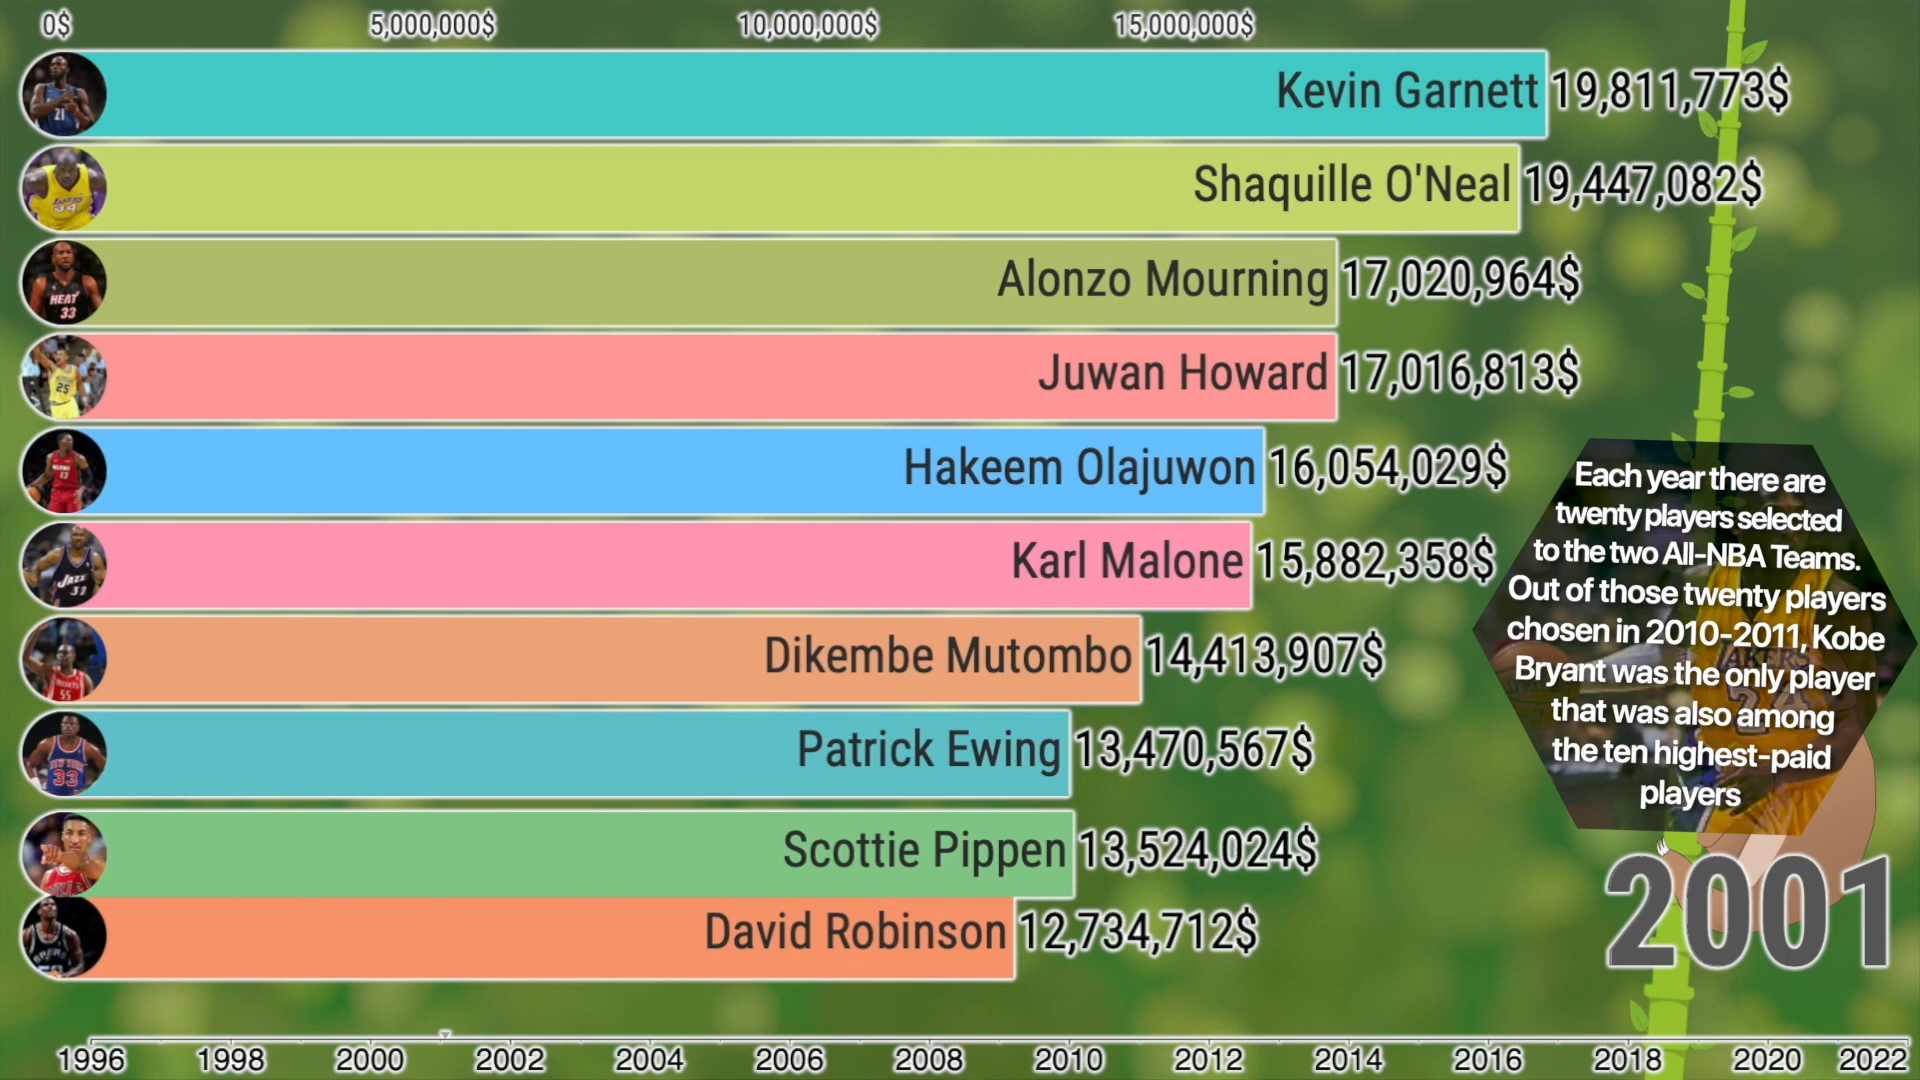 0$ 5,000,000$ 10,000,000$ 15,000,000$
Kevin Garnett 19,811,773$
Shaquille O'Neal 19,447,082$
Alonzo Mourning 17,020,964$
Juwan Howard 17,016,813$
Hakeem Olajuwon 16,054,029$
Karl Malone 15,882,358$
Dikembe Mutombo 14,413,907$
Patrick Ewing 13,470,567$
Scottie Pippen 13,524,024$
David Robinson 12,734,712$
Each year there are
twenty players selected
to the two All-NBA Teams.
Out of those twenty players
chosen in 2010-2011, Kobe
Bryant was the only player
that was also among
the ten highest-paid
players
2001
1996 1998 2000 2002 2004 2006 2008 2010 2012 2014 2016 2018 2020 2022